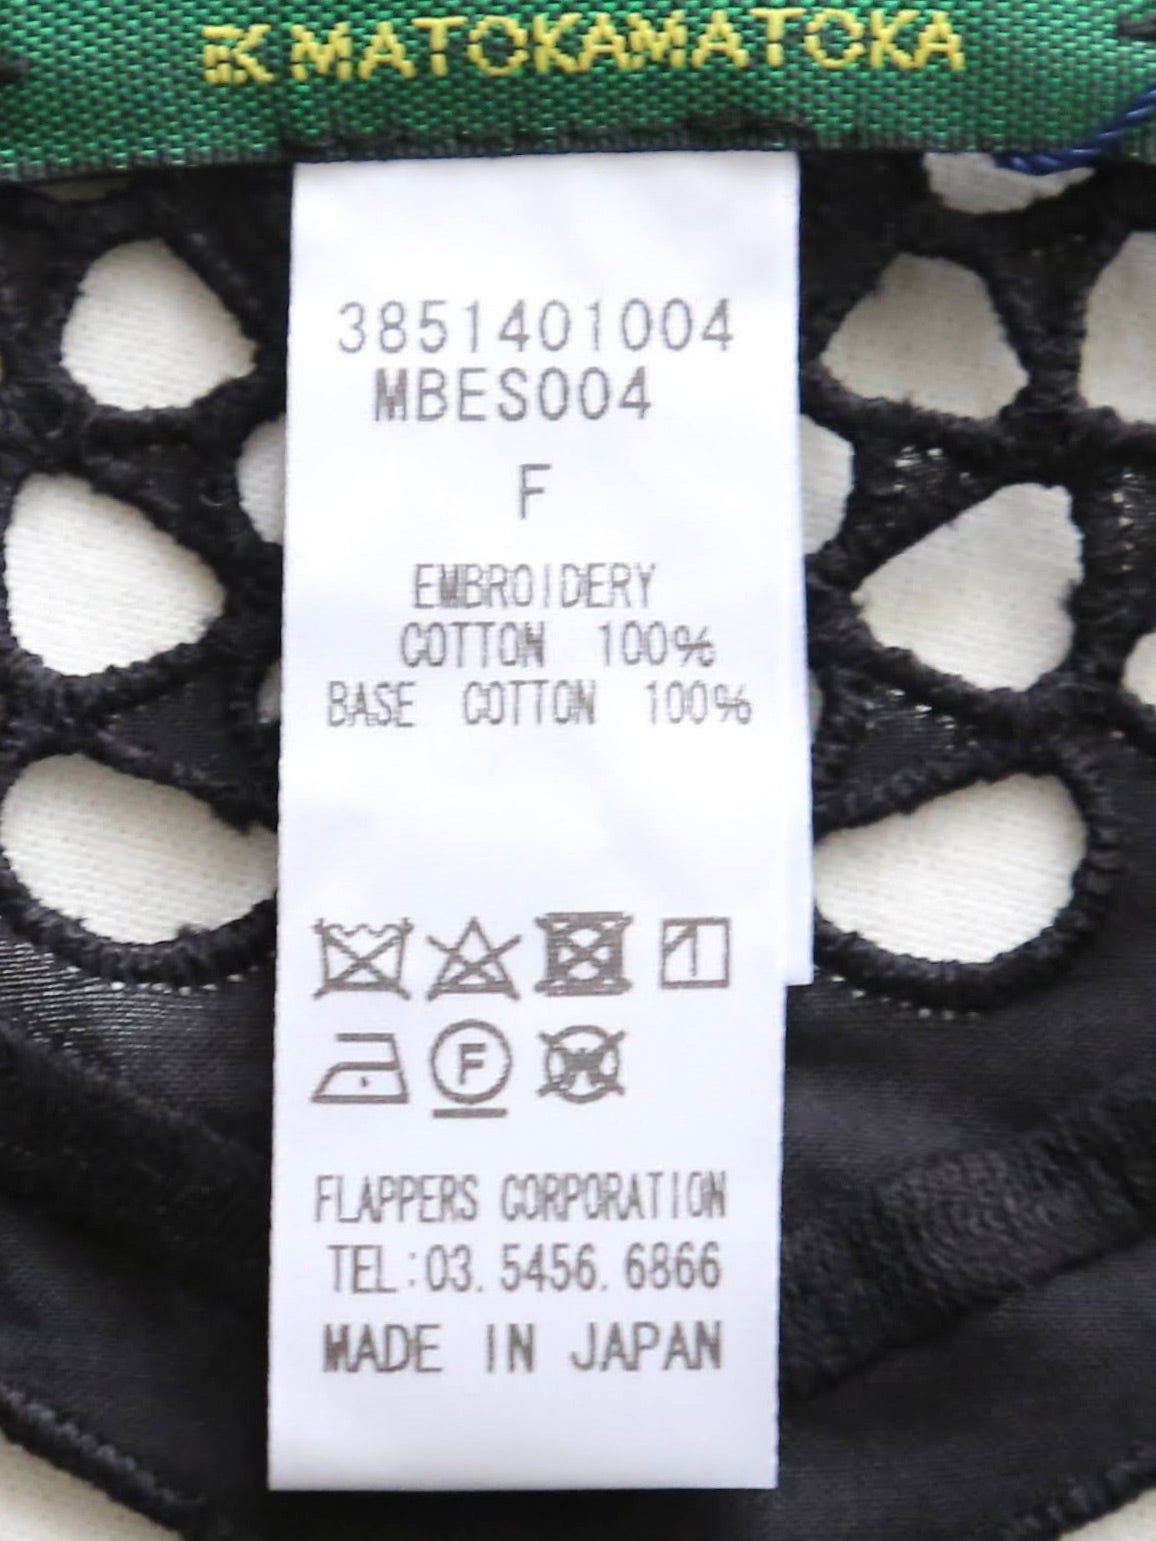 MATOKAMATOKA
3851401004
MBES004
F
EMBROIDERY
COTTON 100%
BASE COTTON 100%
F
W
FLAPPERS CORPORATION
TEL:03.5456.6866
MADE IN JAPAN